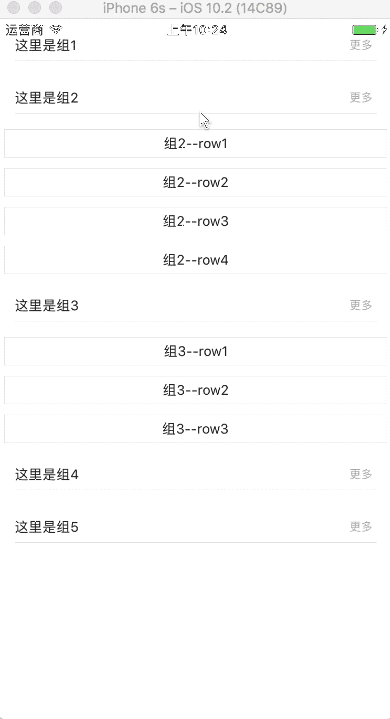 iPhone 6s – iOS 10.2 (14C89)
运营商 上午10:24
这里是组1 更多
这里是组2 更多
组2--row1
组2--row2
组2--row3
组2--row4
这里是组3 更多
组3--row1
组3--row2
组3--row3
这里是组4 更多
这里是组5 更多